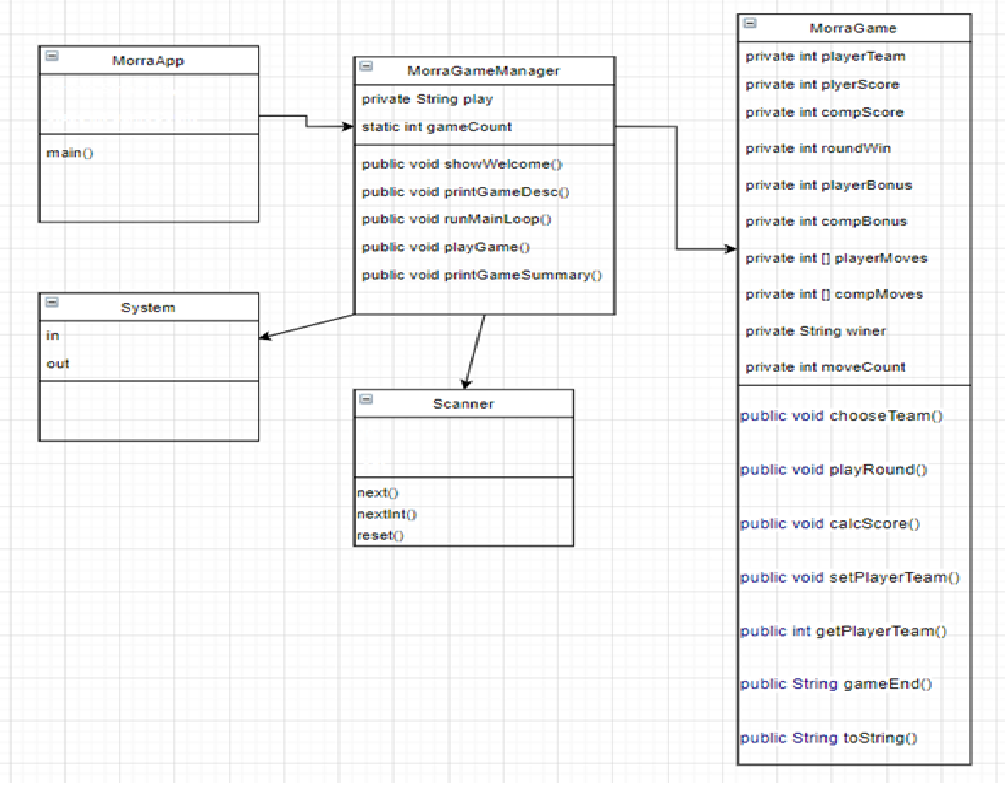 MorraApp
main()
System
in
out
MorraGameManager
private String play
static int gameCount
public void showWelcome()
public void printGameDesc()
public void runMainLoop()
public void playGame()
public void printGameSummary()
Scanner
next()
nextInt()
reset()
MorraGame
private int playerTeam
private int plyerScore
private int compScore
private int roundWin
private int playerBonus
private int compBonus
private int [] playerMoves
private int [] compMoves
private String winer
private int moveCount
public void chooseTeam()
public void playRound()
public void calcScore()
public void setPlayerTeam()
public int getPlayerTeam()
public String gameEnd()
public String toString()